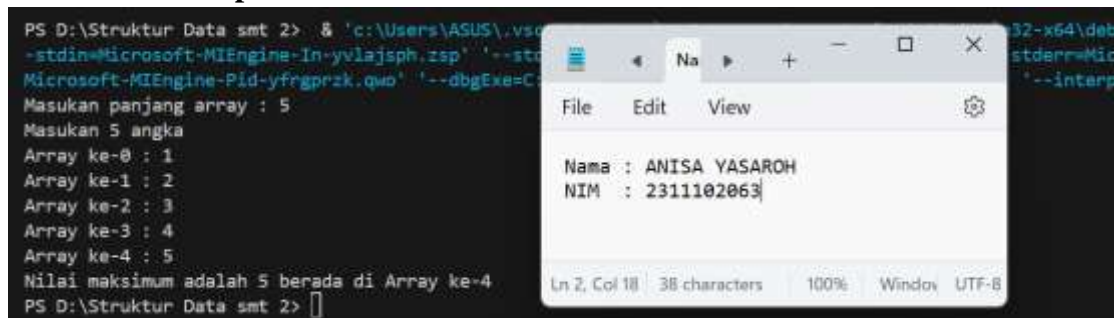 PS D:\Struktur Data smt 2> & 'c:\Users\ASUS\.vsc
32-x64\deb
-stdin=Microsoft-MIEngine-In-yvlajsph.zsp' '--std
stderr=Mic
Microsoft-MIEngine-Pid-yfrgprzk.qwo' '--dbgExe=C:
'--interp
Masukan panjang array : 5
Masukan 5 angka
Array ke-0 : 1
Array ke-1 : 2
Array ke-2 : 3
Array ke-3 : 4
Array ke-4 : 5
Nilai maksimum adalah 5 berada di Array ke-4
PS D:\Struktur Data smt 2>
Na
File Edit View
Nama : ANISA YASAROH
NIM : 2311102063
Ln 2, Col 18 38 characters 100% Window UTF-8